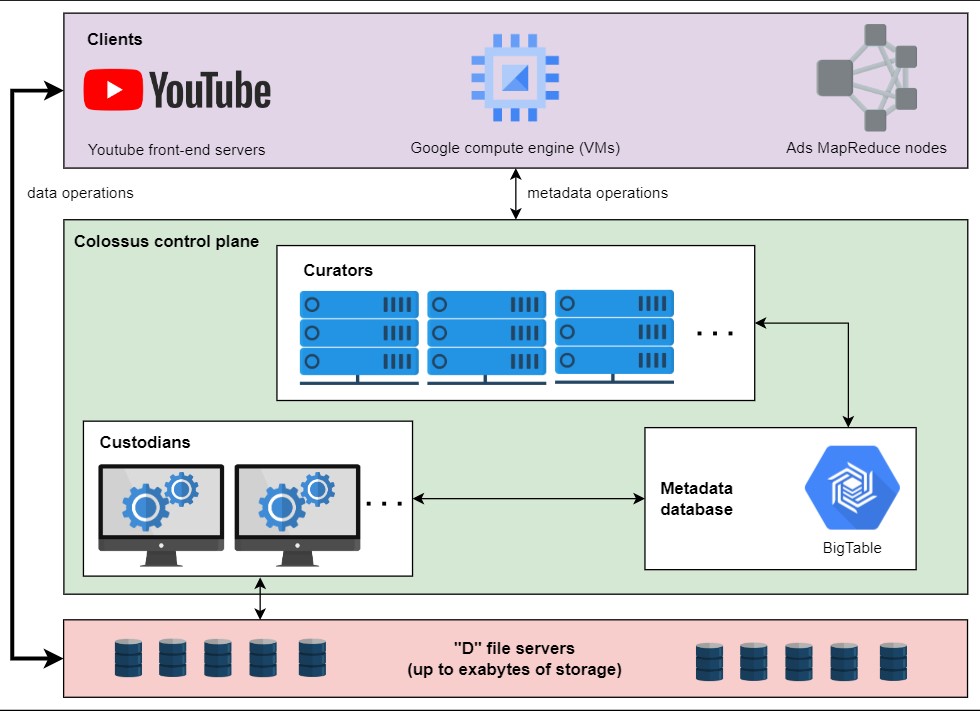 Clients
YouTube
Youtube front-end servers
Google compute engine (VMs)
Ads MapReduce nodes
data operations
metadata operations
Colossus control plane
Curators
. . .
Custodians
. . .
Metadata
database
BigTable
"D" file servers
(up to exabytes of storage)